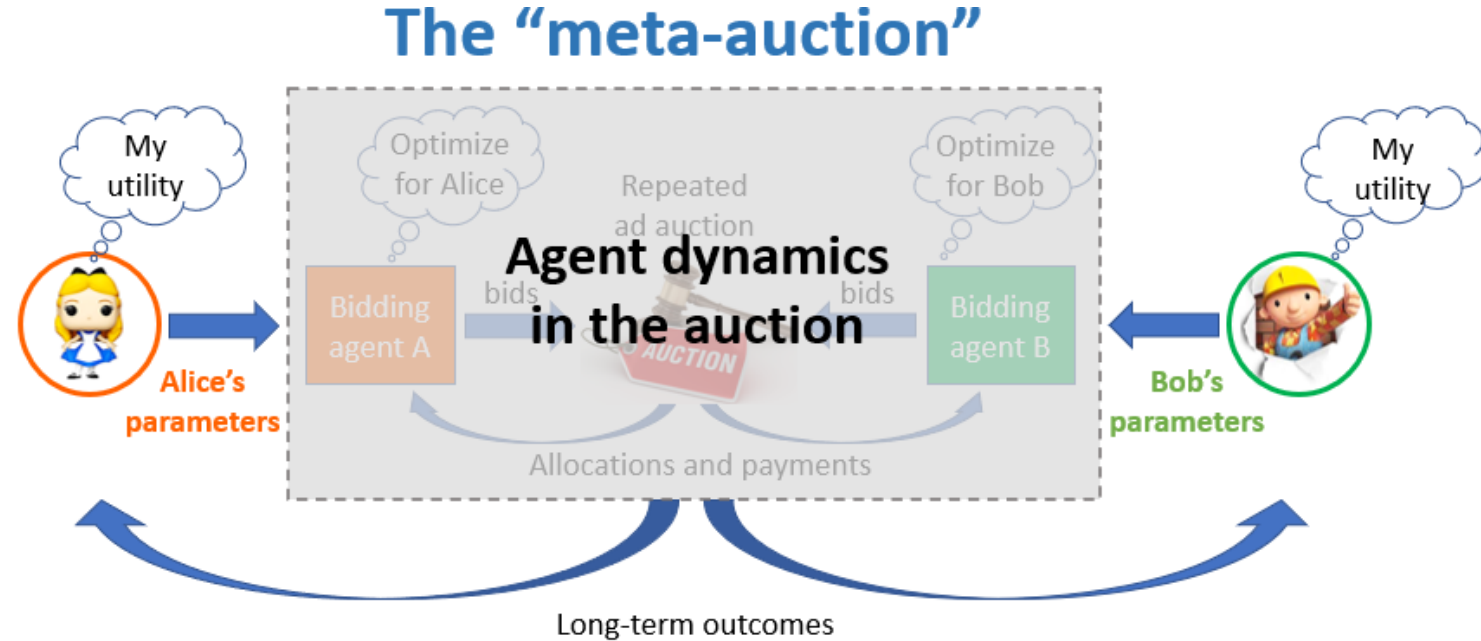 The “meta-auction”
My
utility
Optimize
for Alice
Repeated
ad auction
Optimize
for Bob
My
utility
Agent dynamics
in the auction
Bidding
agent A
bids
AUCTION
bids
Bidding
agent B
Alice’s
parameters
Bob’s
parameters
Allocations and payments
Long-term outcomes